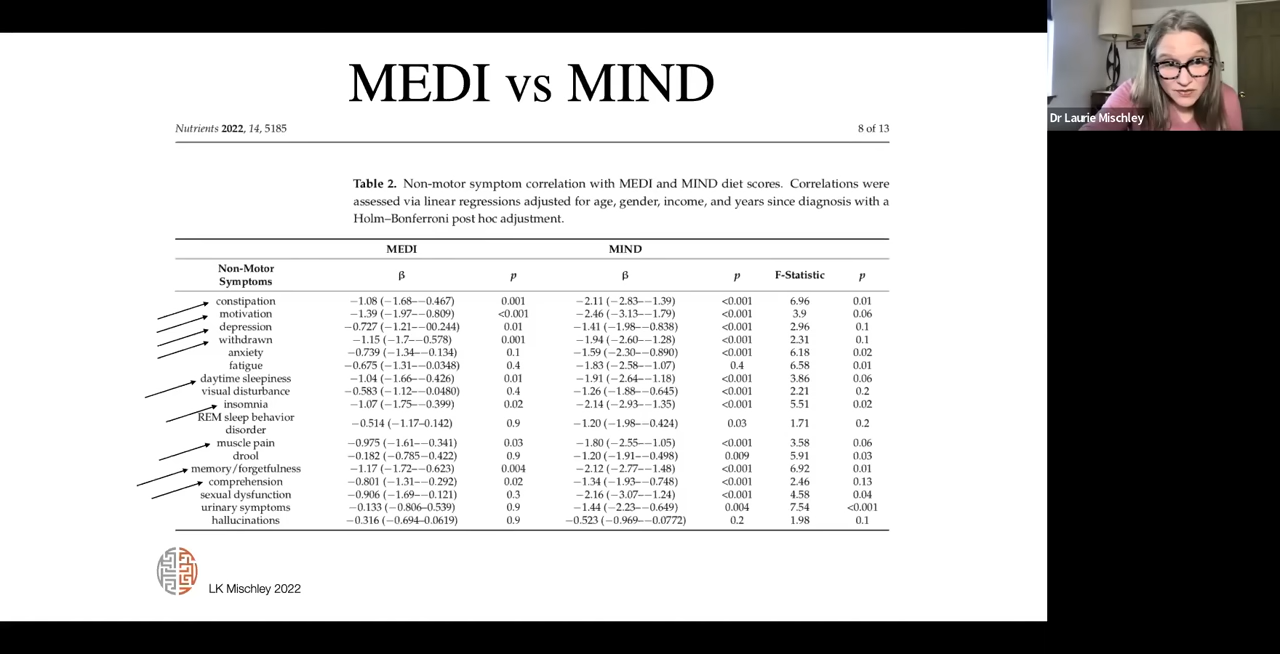 MEDI vs MIND
Nutrients 2022, 14, 5185 8 of 13
Table 2. Non-motor symptom correlation with MEDI and MIND diet scores. Correlations were
assessed via linear regressions adjusted for age, gender, income, and years since diagnosis with a
Holm–Bonferroni post hoc adjustment.
MEDI MIND
Non-Motor
Symptoms β p β p F-Statistic p
constipation −1.08 (−1.68–−0.467) 0.001 −2.11 (−2.83–−1.39) <0.001 6.96 0.01
motivation −1.39 (−1.97–−0.809) <0.001 −2.46 (−3.13–−1.79) <0.001 3.9 0.06
depression −0.727 (−1.21–−00.244) 0.01 −1.41 (−1.98–−0.838) <0.001 2.96 0.1
withdrawn −1.15 (−1.7–−0.578) 0.001 −1.94 (−2.60–−1.28) <0.001 2.31 0.1
anxiety −0.739 (−1.34–−0.134) 0.1 −1.59 (−2.30–−0.890) <0.001 6.18 0.02
fatigue −0.675 (−1.31–−0.0348) 0.4 −1.83 (−2.58–−1.07) 0.4 6.58 0.01
daytime sleepiness −1.04 (−1.66–−0.426) 0.01 −1.91 (−2.64–−1.18) <0.001 3.86 0.06
visual disturbance −0.583 (−1.12–−0.0480) 0.4 −1.26 (−1.88–−0.645) <0.001 2.21 0.2
insomnia −1.07 (−1.75–−0.399) 0.02 −2.14 (−2.93–−1.35) <0.001 5.51 0.02
REM sleep behavior
disorder −0.514 (−1.17–0.142) 0.9 −1.20 (−1.98–−0.424) 0.03 1.71 0.2
muscle pain −0.975 (−1.61–−0.341) 0.03 −1.80 (−2.55–−1.05) <0.001 3.58 0.06
drool −0.182 (−0.785–0.422) 0.9 −1.20 (−1.91–−0.498) 0.009 5.91 0.03
memory/forgetfulness −1.17 (−1.72–−0.623) 0.004 −2.12 (−2.77–−1.48) <0.001 6.92 0.01
comprehension −0.801 (−1.31–−0.292) 0.02 −1.34 (−1.93–−0.748) <0.001 2.46 0.13
sexual dysfunction −0.906 (−1.69–−0.121) 0.3 −2.16 (−3.07–−1.24) <0.001 4.58 0.04
urinary symptoms −0.133 (−0.806–0.539) 0.9 −1.44 (−2.23–−0.649) 0.004 7.54 <0.001
hallucinations −0.316 (−0.694–0.0619) 0.9 −0.523 (−0.969–−0.0772) 0.2 1.98 0.1
LK Mischley 2022
Dr Laurie Mischley